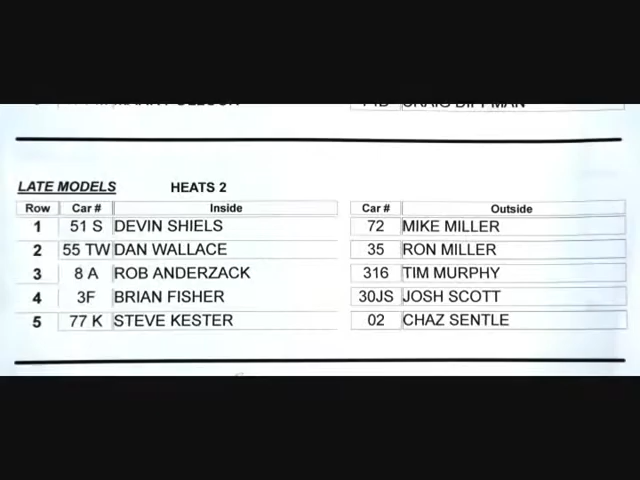 LATE MODELS HEATS 2
Row Car # Inside Car # Outside
1 51 S DEVIN SHIELS 72 MIKE MILLER
2 55 TW DAN WALLACE 35 RON MILLER
3 8 A ROB ANDERZACK 316 TIM MURPHY
4 3F BRIAN FISHER 30JS JOSH SCOTT
5 77 K STEVE KESTER 02 CHAZ SENTLE